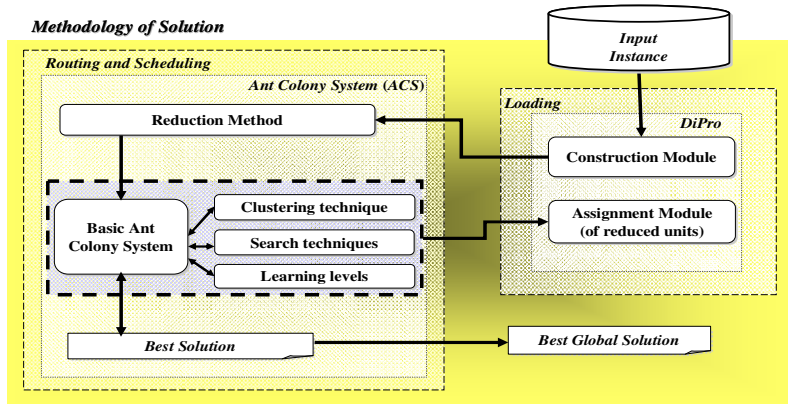 Methodology of Solution
Input
Instance
Routing and Scheduling
Ant Colony System (ACS)
Reduction Method
Loading
DiPro
Construction Module
Basic Ant
Colony System
Clustering technique
Search techniques
Learning levels
Assignment Module
(of reduced units)
Best Solution
Best Global Solution